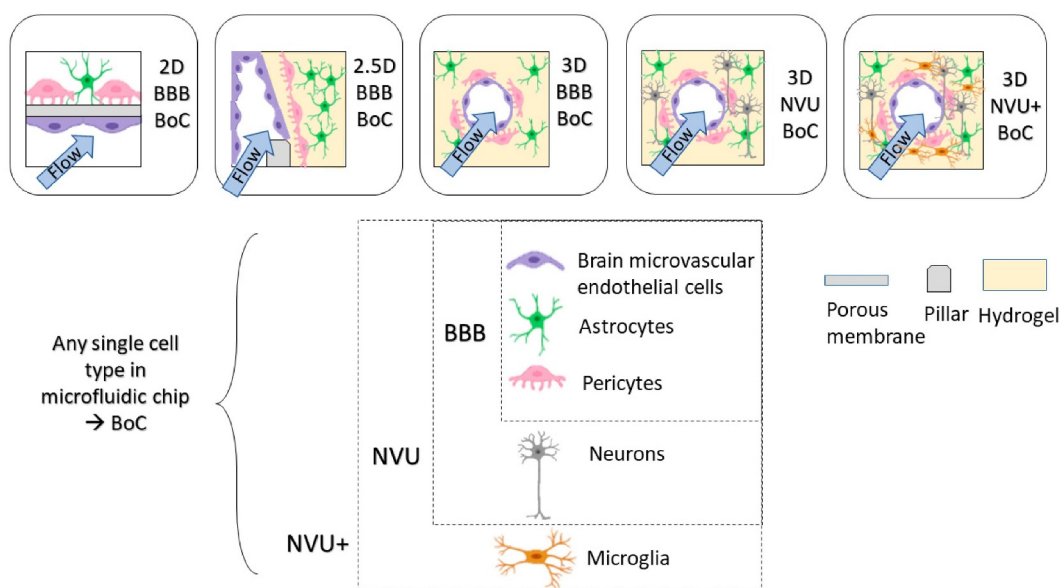 2D
BBB
BoC
Flow
2.5D
BBB
BoC
Flow
3D
BBB
BoC
Flow
3D
NVU
BoC
Flow
3D
NVU+
BoC
Flow
Any single cell
type in
microfluidic chip
→ BoC
NVU+
NVU
BBB
Brain microvascular
endothelial cells
Astrocytes
Pericytes
Neurons
Microglia
Porous
membrane
Pillar
Hydrogel